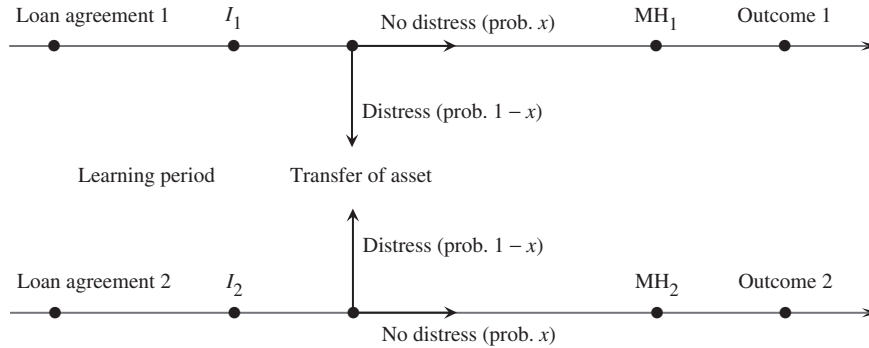 Loan agreement 1
I1
No distress (prob. x)
MH1
Outcome 1
Distress (prob. 1 − x)
Learning period
Transfer of asset
Distress (prob. 1 − x)
Loan agreement 2
I2
MH2
Outcome 2
No distress (prob. x)